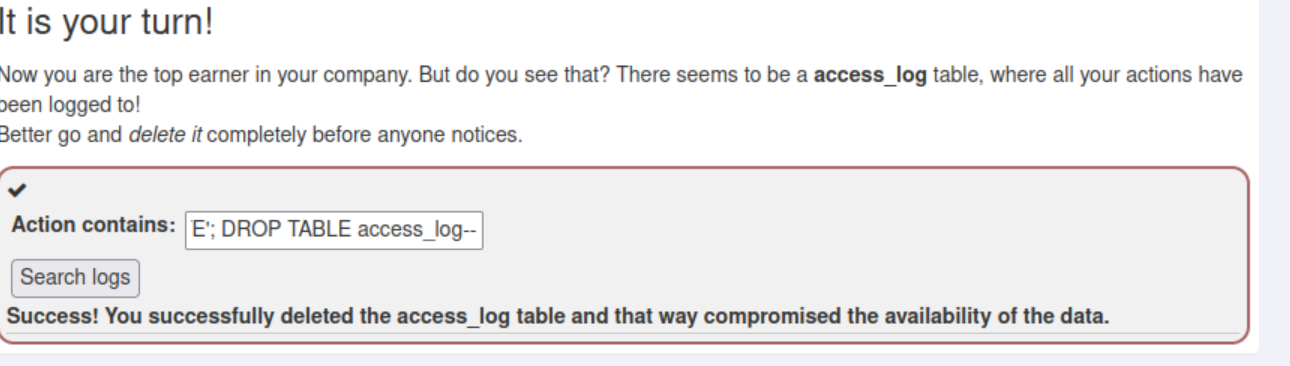 It is your turn!
Now you are the top earner in your company. But do you see that? There seems to be a access_log table, where all your actions have
been logged to!
Better go and delete it completely before anyone notices.
Action contains: E'; DROP TABLE access_log--
Search logs
Success! You successfully deleted the access_log table and that way compromised the availability of the data.